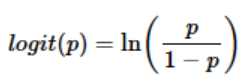 logit(p) = ln(p / (1 − p))